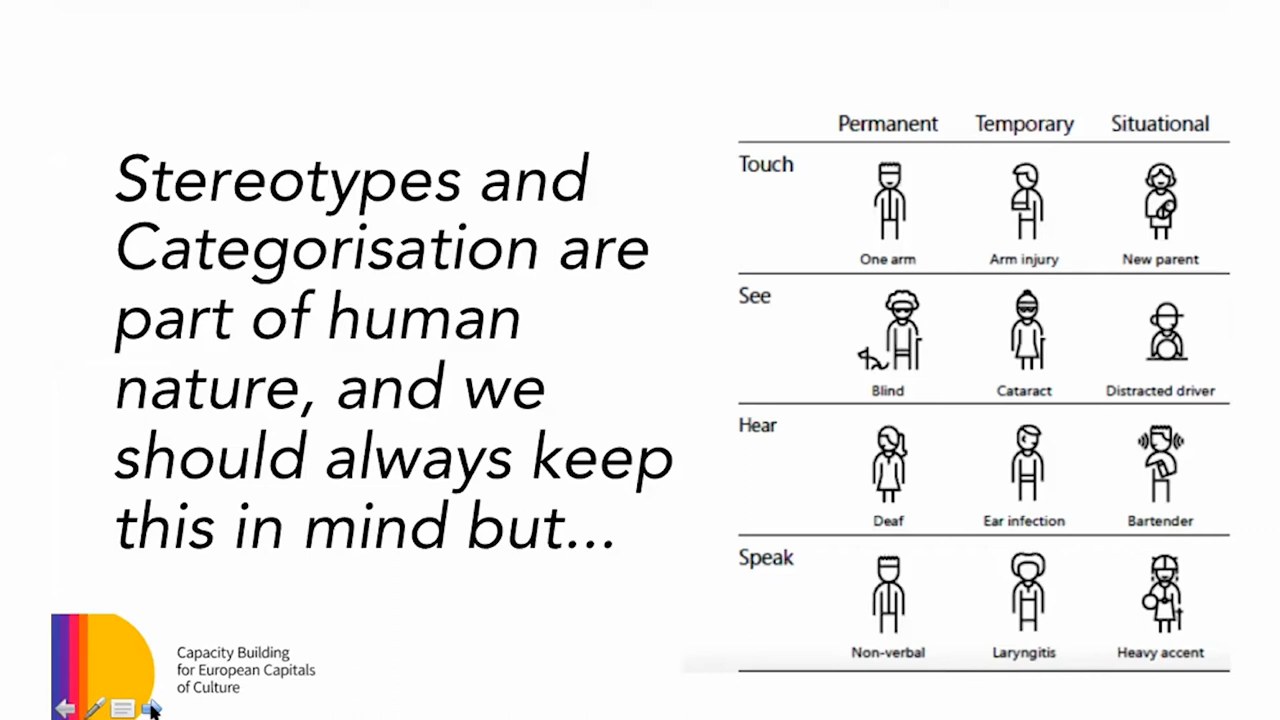 Stereotypes and
Categorisation are
part of human
nature, and we
should always keep
this in mind but...
Permanent Temporary Situational
Touch
One arm Arm injury New parent
See
Blind Cataract Distracted driver
Hear
Deaf Ear infection Bartender
Speak
Non-verbal Laryngitis Heavy accent
Capacity Building
for European Capitals
of Culture